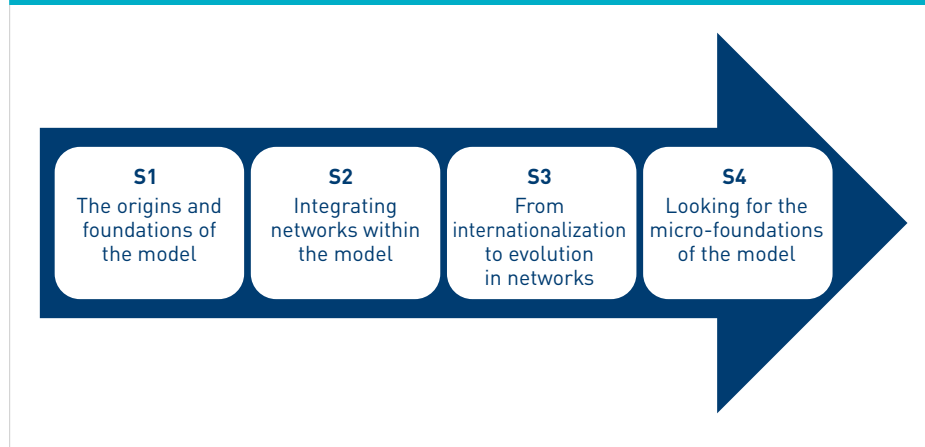 S1
The origins and
foundations of
the model
S2
Integrating
networks within
the model
S3
From
internationalization
to evolution
in networks
S4
Looking for the
micro-foundations
of the model